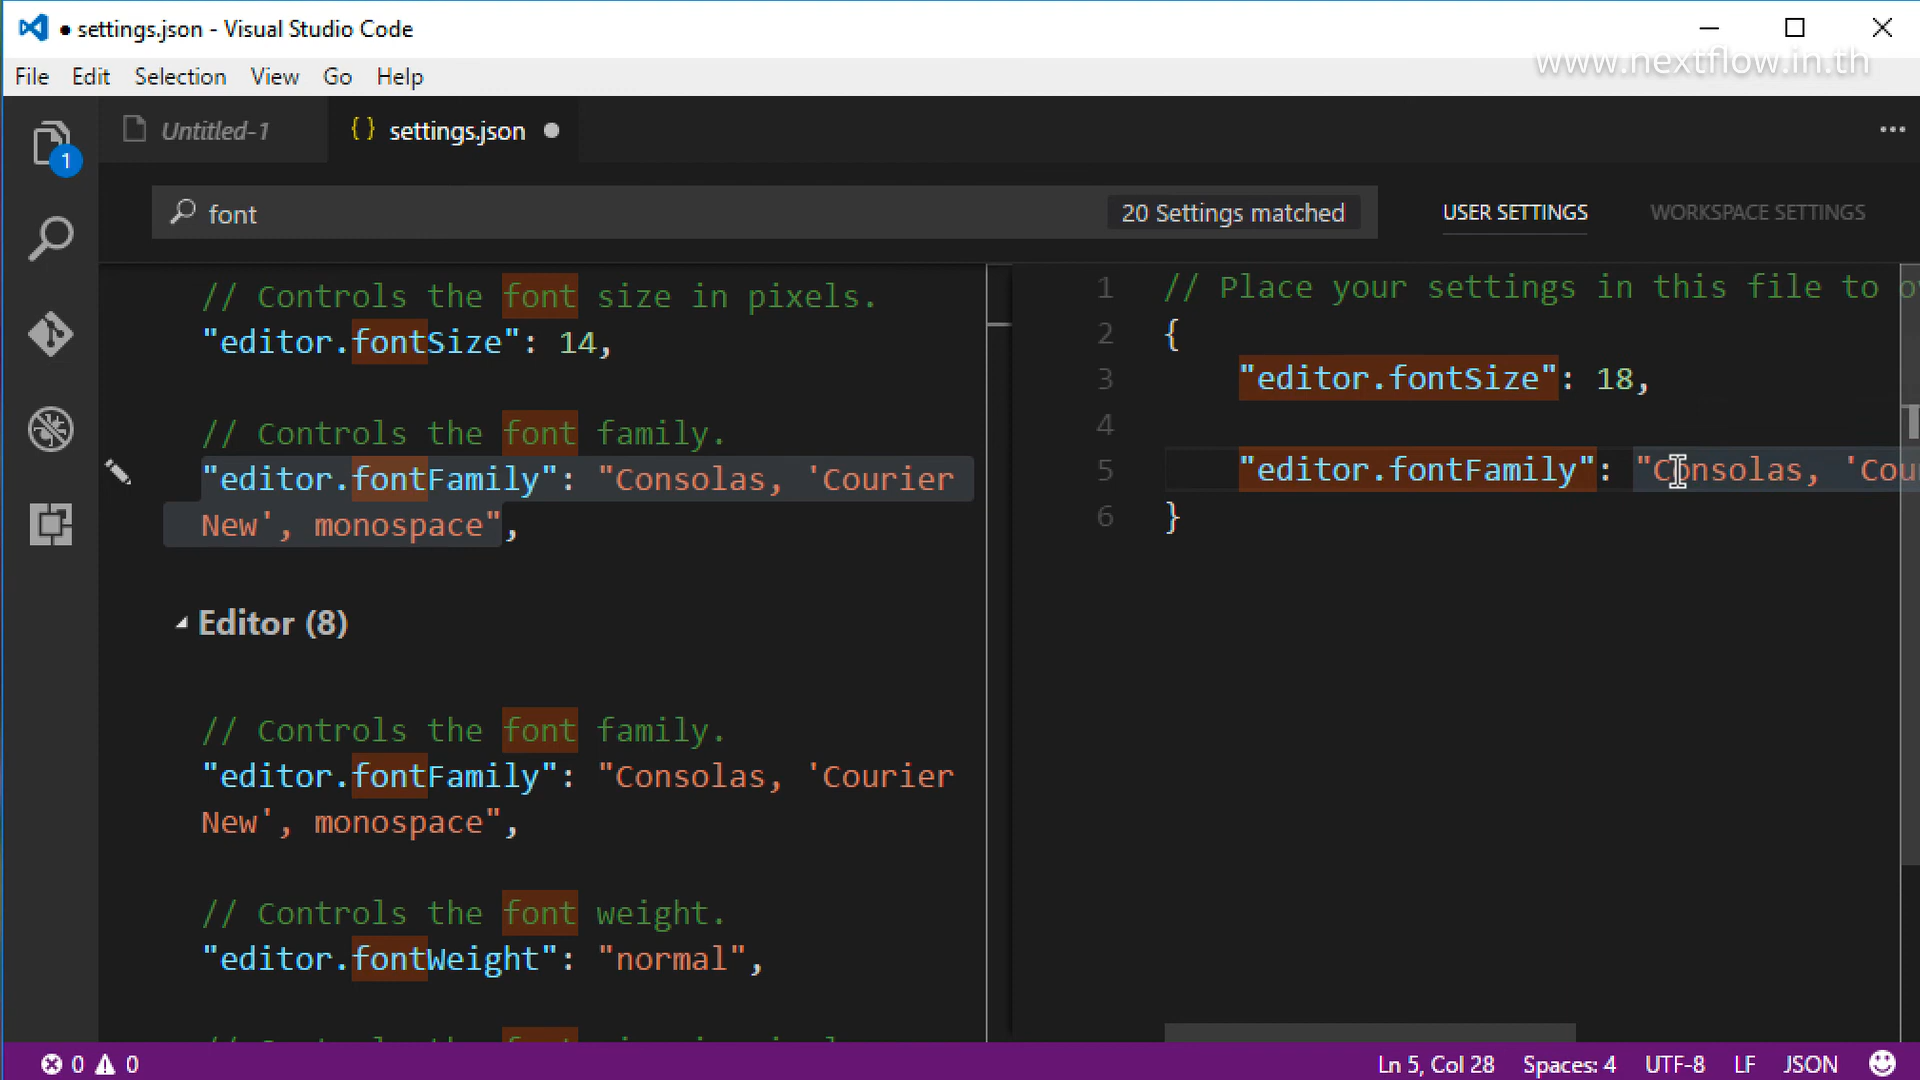 ● settings.json - Visual Studio Code
www.nextflow.in.th
File Edit Selection View Go Help
1
Untitled-1
{} settings.json ●
...
font
20 Settings matched
USER SETTINGS
WORKSPACE SETTINGS
// Controls the font size in pixels.
"editor.fontSize": 14,
// Controls the font family.
"editor.fontFamily": "Consolas, 'Courier
New', monospace",
Editor (8)
// Controls the font family.
"editor.fontFamily": "Consolas, 'Courier
New', monospace",
// Controls the font weight.
"editor.fontWeight": "normal",
1 // Place your settings in this file to
2 {
3 "editor.fontSize": 18,
4
5 "editor.fontFamily": "Consolas, 'Cou
6 }
0 0
Ln 5, Col 28 Spaces: 4 UTF-8 LF JSON